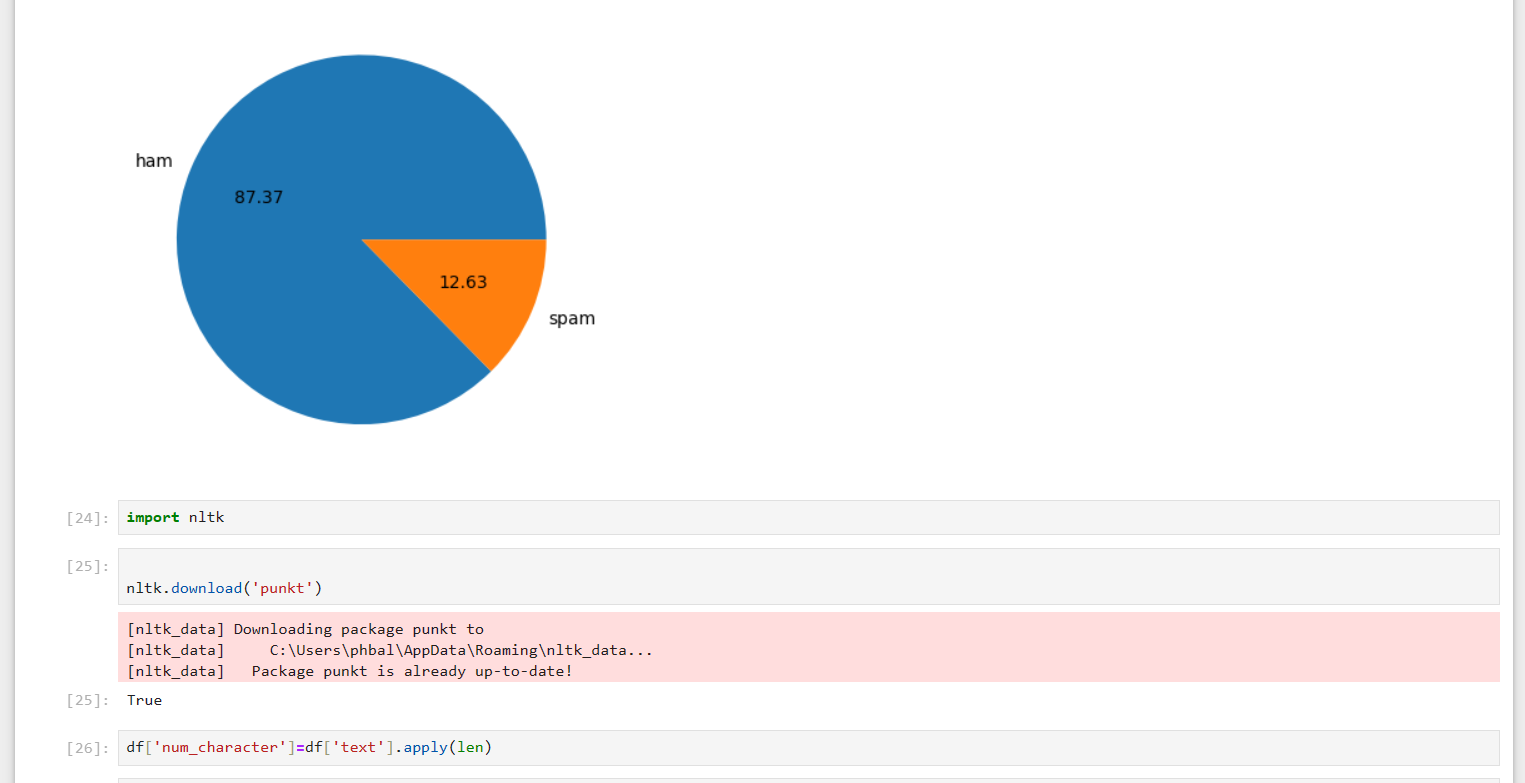 ham
87.37
12.63
spam
[24]: import nltk
[25]:
nltk.download('punkt')
[nltk_data] Downloading package punkt to
[nltk_data]     C:\Users\phbal\AppData\Roaming\nltk_data...
[nltk_data]   Package punkt is already up-to-date!
[25]: True
[26]: df['num_character']=df['text'].apply(len)